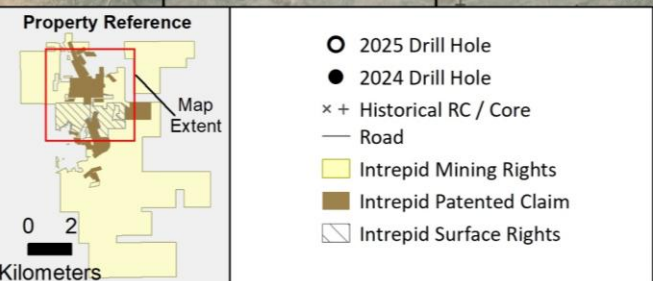 Property Reference
Map
Extent
0 2
Kilometers
2025 Drill Hole
2024 Drill Hole
× + Historical RC / Core
Road
Intrepid Mining Rights
Intrepid Patented Claim
Intrepid Surface Rights